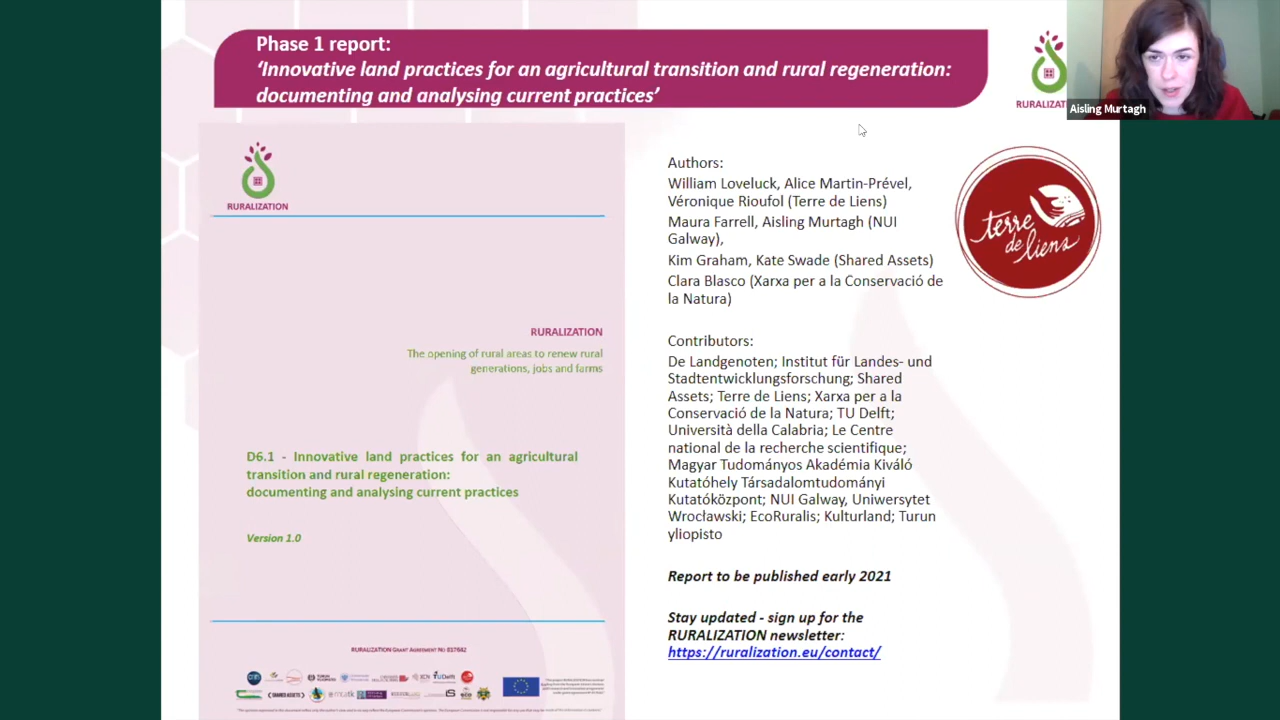 Phase 1 report:
‘Innovative land practices for an agricultural transition and rural regeneration:
documenting and analysing current practices’
Aisling Murtagh
RURALIZATION
Authors:
William Loveluck, Alice Martin-Prével,
Véronique Rioufol (Terre de Liens)
Maura Farrell, Aisling Murtagh (NUI
Galway),
Kim Graham, Kate Swade (Shared Assets)
Clara Blasco (Xarxa per a la Conservació de
la Natura)
terre
de liens
RURALIZATION
The opening of rural areas to renew rural
generations, jobs and farms
D6.1 - Innovative land practices for an agricultural
transition and rural regeneration:
documenting and analysing current practices
Version 1.0
RURALIZATION GRANT AGREEMENT NO 817642
TUDelft
SHARED ASSETS
Contributors:
De Landgenoten; Institut für Landes- und
Stadtentwicklungsforschung; Shared
Assets; Terre de Liens; Xarxa per a la
Conservació de la Natura; TU Delft;
Università della Calabria; Le Centre
national de la recherche scientifique;
Magyar Tudományos Akadémia Kiváló
Kutatóhely Társadalomtudományi
Kutatóközpont; NUI Galway, Uniwersytet
Wrocławski; EcoRuralis; Kulturland; Turun
yliopisto
Report to be published early 2021
Stay updated - sign up for the
RURALIZATION newsletter:
https://ruralization.eu/contact/